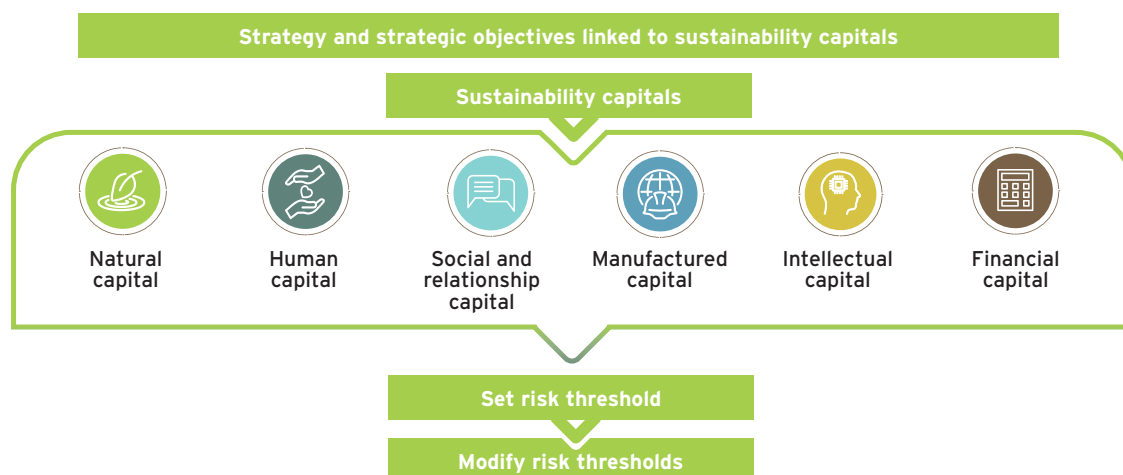 Strategy and strategic objectives linked to sustainability capitals
Sustainability capitals
Natural
capital
Human
capital
Social and
relationship
capital
Manufactured
capital
Intellectual
capital
Financial
capital
Set risk threshold
Modify risk thresholds